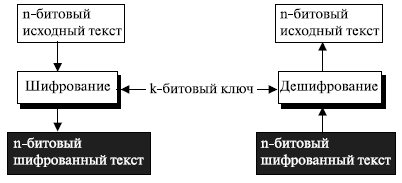 n-битовый
исходный текст
n-битовый
исходный текст
Шифрование
k-битовый ключ
Дешифрование
n-битовый
шифрованный текст
n-битовый
шифрованный текст